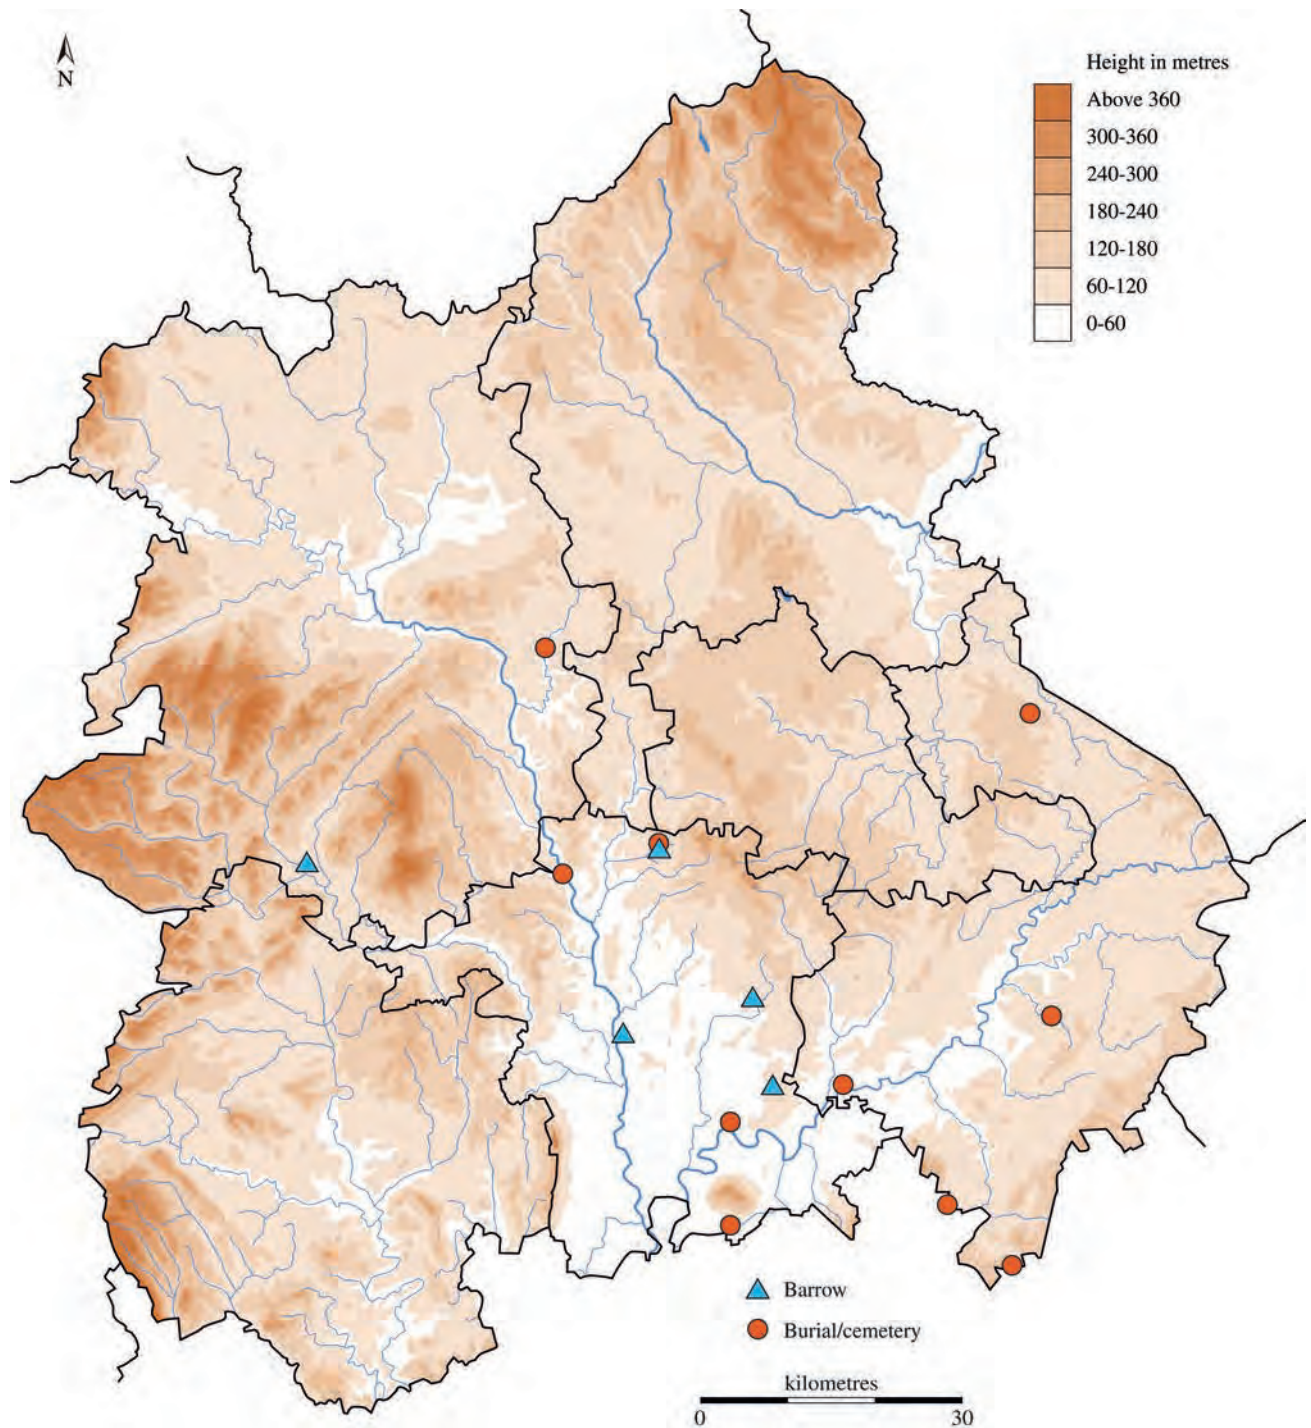 N
Height in metres
Above 360
300-360
240-300
180-240
120-180
60-120
0-60
Barrow
Burial/cemetery
kilometres
0 30